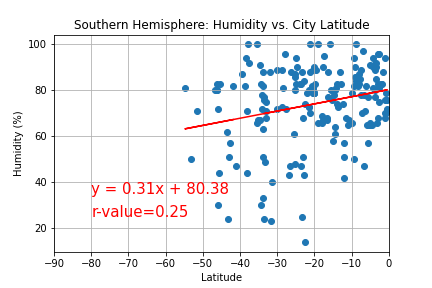 Southern Hemisphere: Humidity vs. City Latitude
100
80
60
40
20
Humidity (%)
y = 0.31x + 80.38
r-value=0.25
−90 −80 −70 −60 −50 −40 −30 −20 −10 0
Latitude